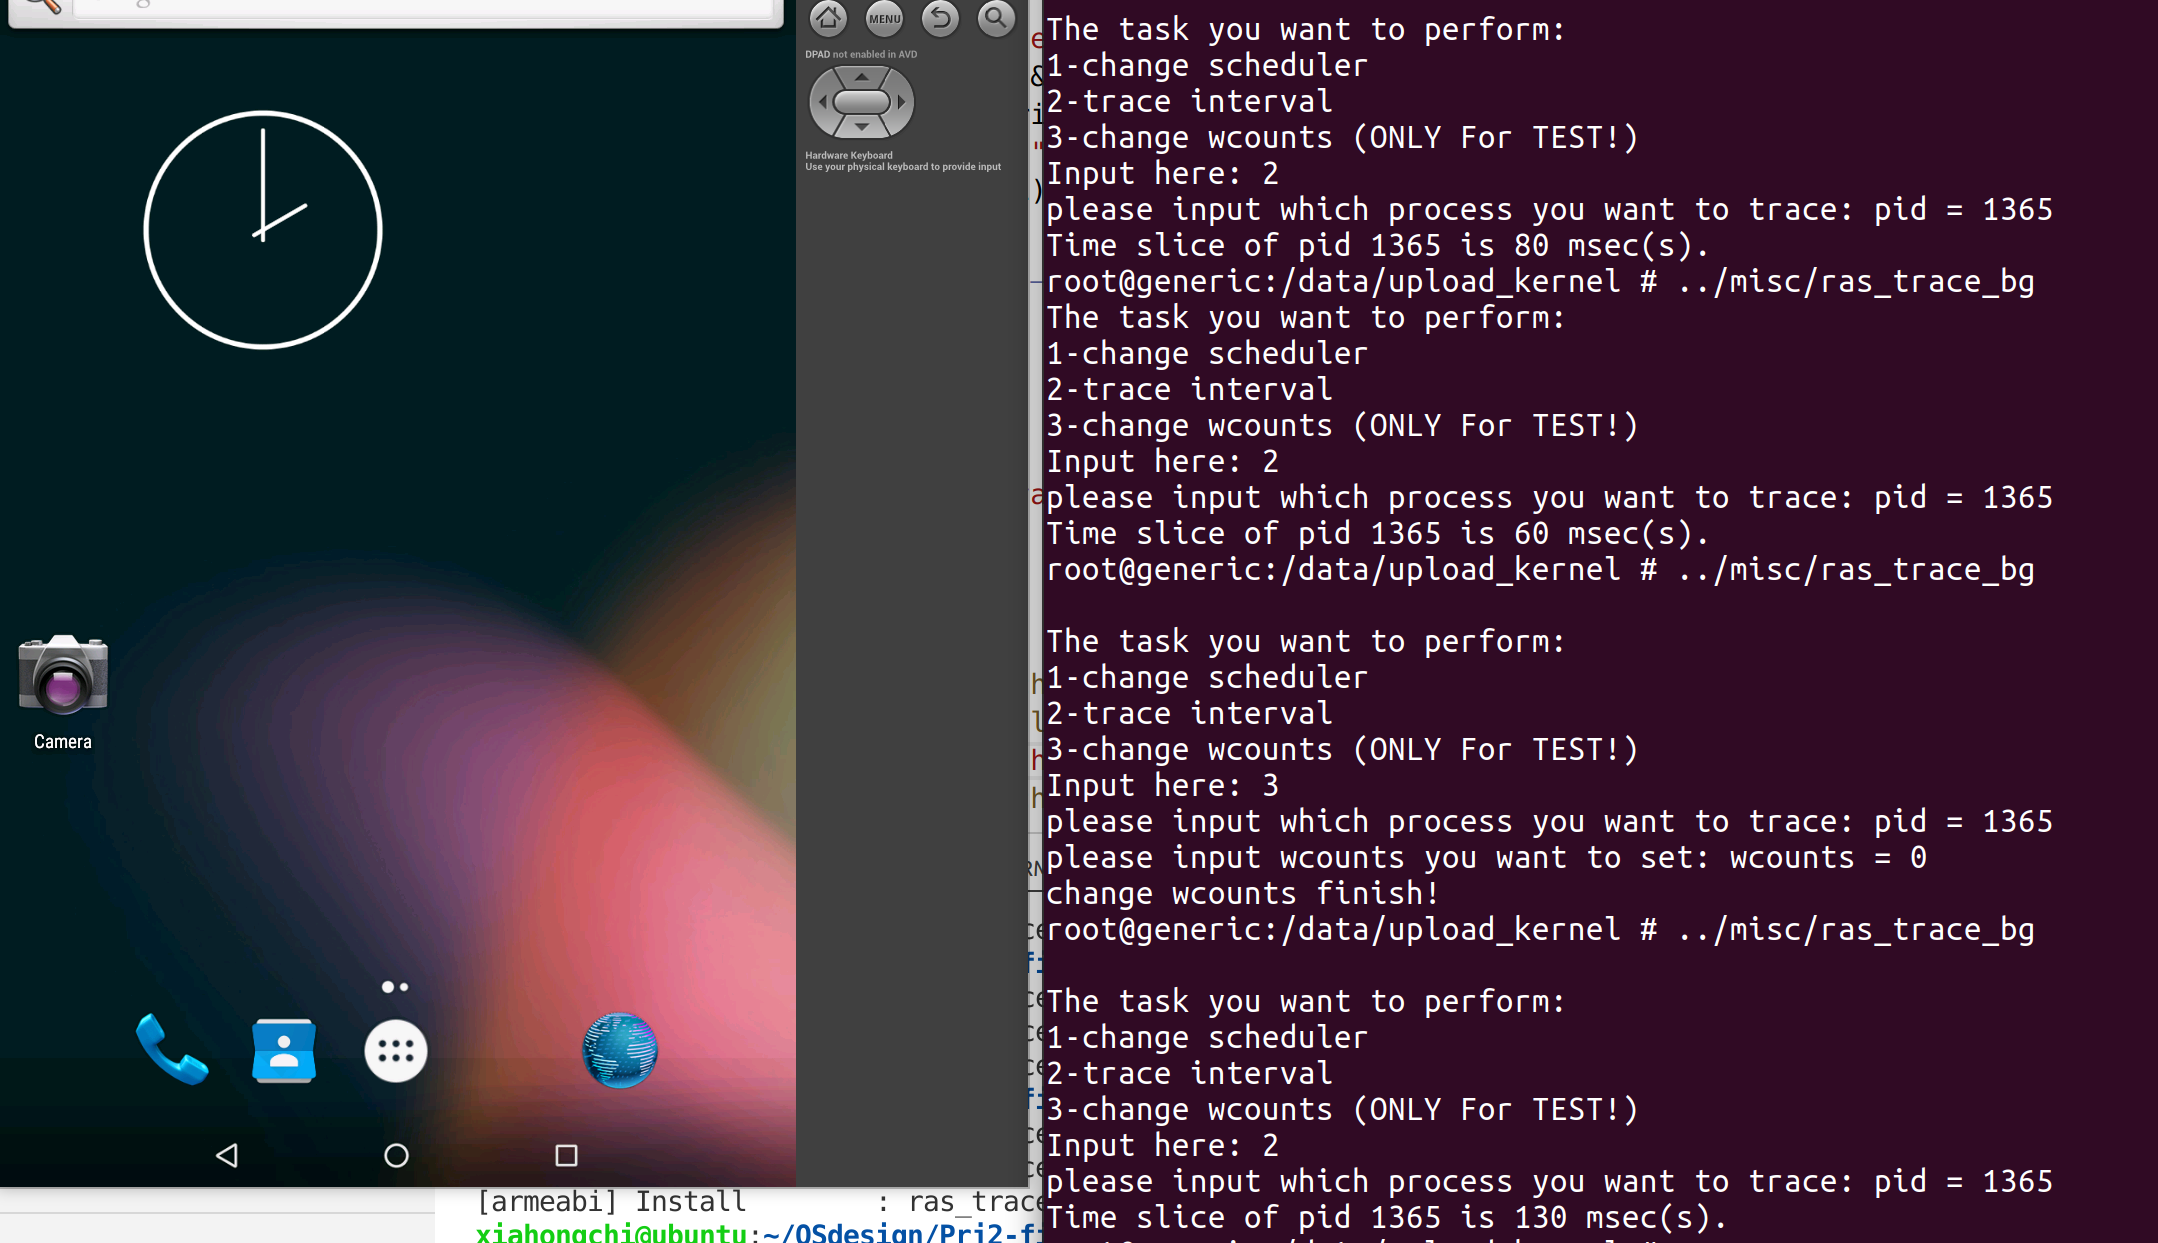 Camera
MENU
DPAD not enabled in AVD
Hardware Keyboard
Use your physical keyboard to provide input
The task you want to perform:
1-change scheduler
2-trace interval
3-change wcounts (ONLY For TEST!)
Input here: 2
please input which process you want to trace: pid = 1365
Time slice of pid 1365 is 80 msec(s).
root@generic:/data/upload_kernel # ../misc/ras_trace_bg
The task you want to perform:
1-change scheduler
2-trace interval
3-change wcounts (ONLY For TEST!)
Input here: 2
please input which process you want to trace: pid = 1365
Time slice of pid 1365 is 60 msec(s).
root@generic:/data/upload_kernel # ../misc/ras_trace_bg
The task you want to perform:
1-change scheduler
2-trace interval
3-change wcounts (ONLY For TEST!)
Input here: 3
please input which process you want to trace: pid = 1365
please input wcounts you want to set: wcounts = 0
change wcounts finish!
root@generic:/data/upload_kernel # ../misc/ras_trace_bg
The task you want to perform:
1-change scheduler
2-trace interval
3-change wcounts (ONLY For TEST!)
Input here: 2
please input which process you want to trace: pid = 1365
Time slice of pid 1365 is 130 msec(s).
[armeabi] Install : ras_trace
xiahongchi@ubuntu:~/OSdesign/Prj2-fi